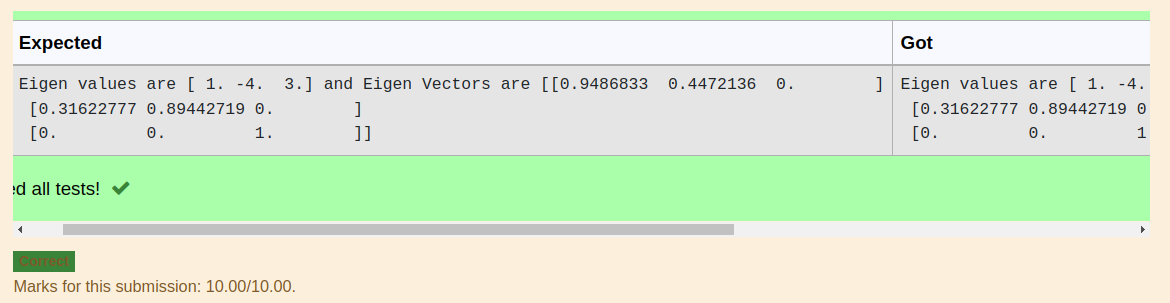 Expected Got
Eigen values are [ 1. -4.  3.] and Eigen Vectors are [[0.9486833  0.4472136  0.        ] Eigen values are [ 1. -4.
 [0.31622777 0.89442719 0.        ]  [0.31622777 0.89442719 0
 [0.         0.         1.        ]]  [0.         0.         1
ed all tests! ✔
Correct
Marks for this submission: 10.00/10.00.